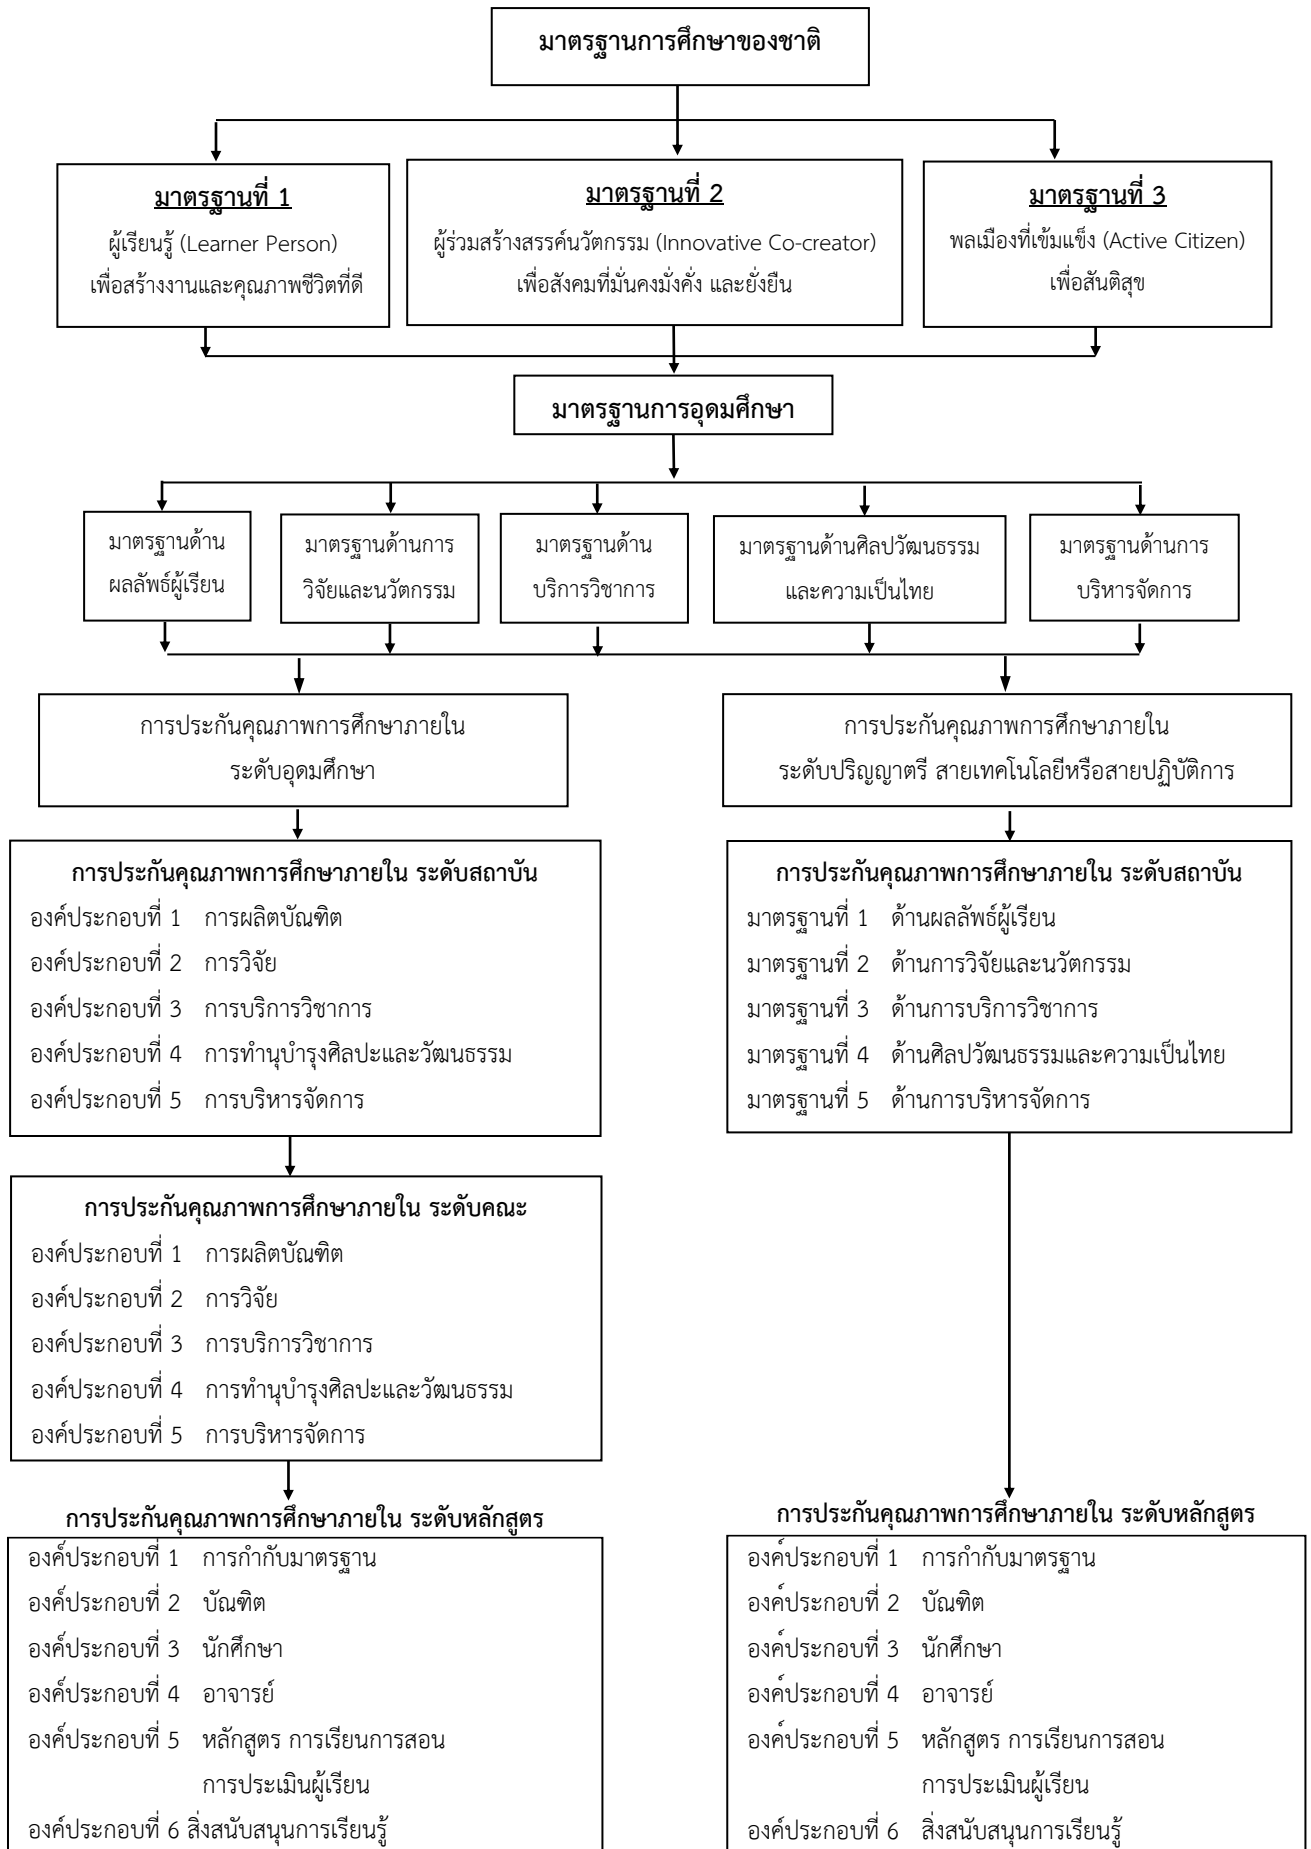 มาตรฐานการศึกษาของชาติ
มาตรฐานที่ 1
ผู้เรียนรู้ (Learner Person)
เพื่อสร้างงานและคุณภาพชีวิตที่ดี
มาตรฐานที่ 2
ผู้ร่วมสร้างสรรค์นวัตกรรม (Innovative Co-creator)
เพื่อสังคมที่มั่นคงมั่งคั่ง และยั่งยืน
มาตรฐานที่ 3
พลเมืองที่เข้มแข็ง (Active Citizen)
เพื่อสันติสุข
มาตรฐานการอุดมศึกษา
มาตรฐานด้าน
ผลลัพธ์ผู้เรียน
มาตรฐานด้านการ
วิจัยและนวัตกรรม
มาตรฐานด้าน
บริการวิชาการ
มาตรฐานด้านศิลปวัฒนธรรม
และความเป็นไทย
มาตรฐานด้านการ
บริหารจัดการ
การประกันคุณภาพการศึกษาภายใน
ระดับอุดมศึกษา
การประกันคุณภาพการศึกษาภายใน
ระดับปริญญาตรี สายเทคโนโลยีหรือสายปฏิบัติการ
การประกันคุณภาพการศึกษาภายใน ระดับสถาบัน
องค์ประกอบที่ 1 การผลิตบัณฑิต
องค์ประกอบที่ 2 การวิจัย
องค์ประกอบที่ 3 การบริการวิชาการ
องค์ประกอบที่ 4 การทำนุบำรุงศิลปะและวัฒนธรรม
องค์ประกอบที่ 5 การบริหารจัดการ
การประกันคุณภาพการศึกษาภายใน ระดับสถาบัน
มาตรฐานที่ 1 ด้านผลลัพธ์ผู้เรียน
มาตรฐานที่ 2 ด้านการวิจัยและนวัตกรรม
มาตรฐานที่ 3 ด้านการบริการวิชาการ
มาตรฐานที่ 4 ด้านศิลปวัฒนธรรมและความเป็นไทย
มาตรฐานที่ 5 ด้านการบริหารจัดการ
การประกันคุณภาพการศึกษาภายใน ระดับคณะ
องค์ประกอบที่ 1 การผลิตบัณฑิต
องค์ประกอบที่ 2 การวิจัย
องค์ประกอบที่ 3 การบริการวิชาการ
องค์ประกอบที่ 4 การทำนุบำรุงศิลปะและวัฒนธรรม
องค์ประกอบที่ 5 การบริหารจัดการ
การประกันคุณภาพการศึกษาภายใน ระดับหลักสูตร
องค์ประกอบที่ 1 การกำกับมาตรฐาน
องค์ประกอบที่ 2 บัณฑิต
องค์ประกอบที่ 3 นักศึกษา
องค์ประกอบที่ 4 อาจารย์
องค์ประกอบที่ 5 หลักสูตร การเรียนการสอน
การประเมินผู้เรียน
องค์ประกอบที่ 6 สิ่งสนับสนุนการเรียนรู้
การประกันคุณภาพการศึกษาภายใน ระดับหลักสูตร
องค์ประกอบที่ 1 การกำกับมาตรฐาน
องค์ประกอบที่ 2 บัณฑิต
องค์ประกอบที่ 3 นักศึกษา
องค์ประกอบที่ 4 อาจารย์
องค์ประกอบที่ 5 หลักสูตร การเรียนการสอน
การประเมินผู้เรียน
องค์ประกอบที่ 6 สิ่งสนับสนุนการเรียนรู้